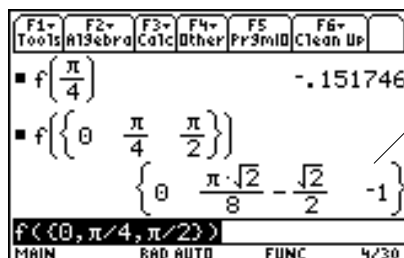 F1▾ F2▾ F3▾ F4▾ F5 F6▾
Tools Algebra Calc Other PrgmIO Clean Up
▪ f(π/4) -.151746
▪ f({0 π/4 π/2})
{0 π·√2/8 - √2/2 -1}
f({0,π/4,π/2})
MAIN RAD AUTO FUNC 4/30